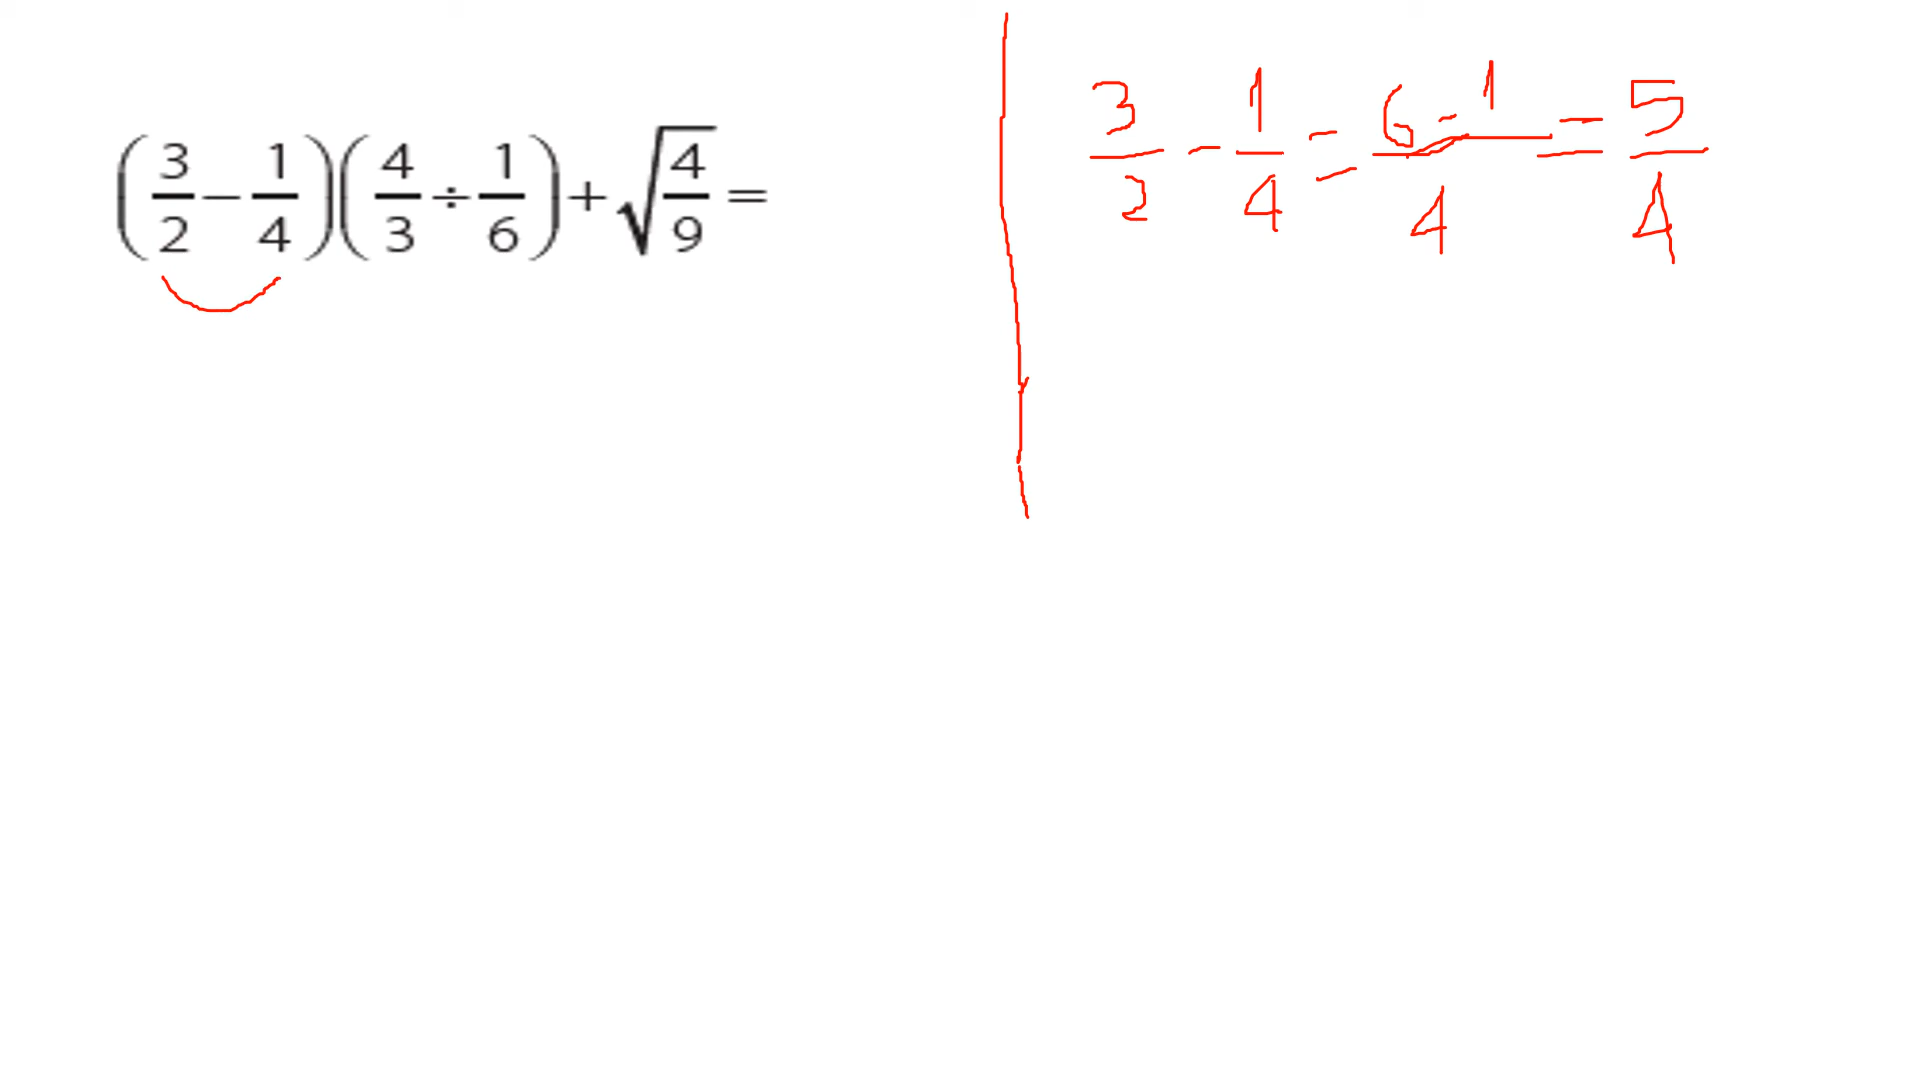 (3/2 − 1/4)(4/3 ÷ 1/6) + √(4/9) =
3/2 - 1/4 = (6 - 1)/4 = 5/4